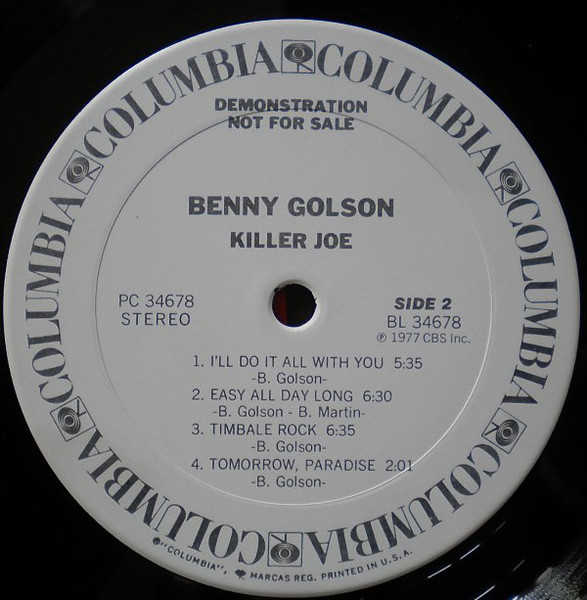 COLUMBIA COLUMBIA COLUMBIA COLUMBIA COLUMBIA COLUMBIA COLUMBIA COLUMBIA
DEMONSTRATION
NOT FOR SALE
BENNY GOLSON
KILLER JOE
PC 34678
STEREO
SIDE 2
BL 34678
℗ 1977 CBS Inc.
1. I'LL DO IT ALL WITH YOU 5:35
-B. Golson-
2. EASY ALL DAY LONG 6:30
-B. Golson - B. Martin-
3. TIMBALE ROCK 6:35
-B. Golson-
4. TOMORROW, PARADISE 2:01
-B. Golson-
"COLUMBIA", MARCAS REG. PRINTED IN U.S.A.